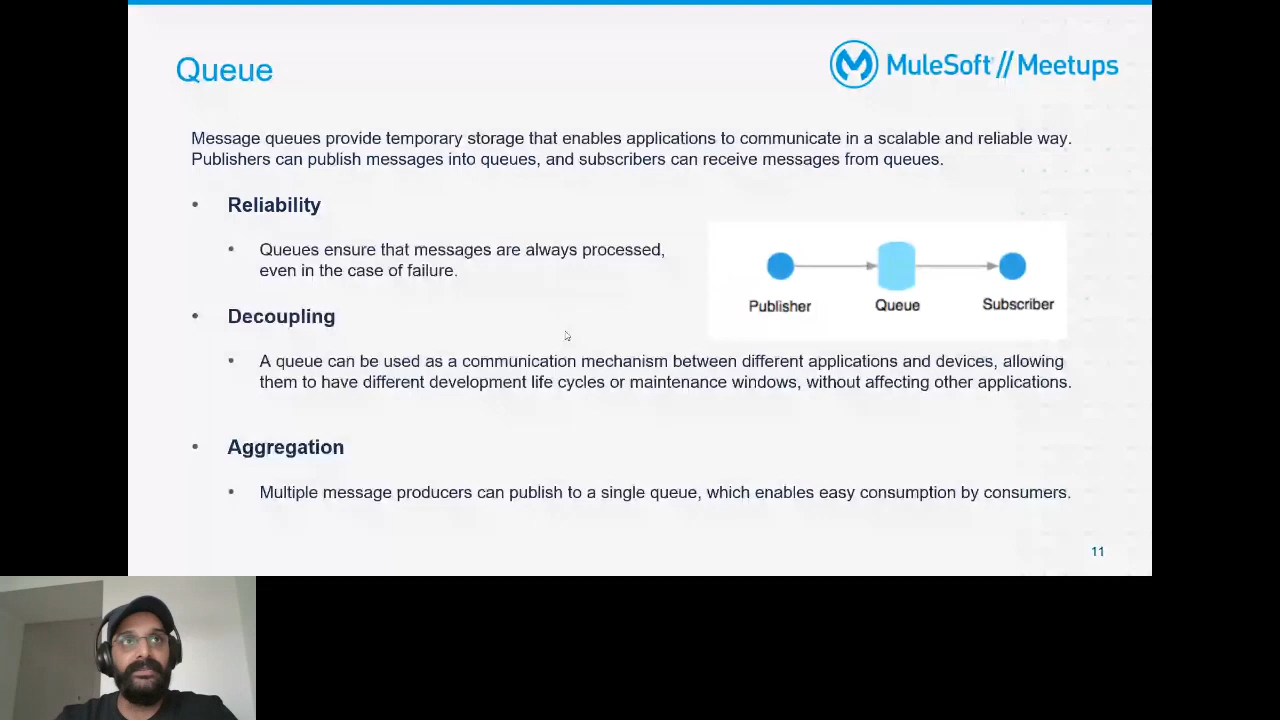 Queue
MuleSoft // Meetups
Message queues provide temporary storage that enables applications to communicate in a scalable and reliable way.
Publishers can publish messages into queues, and subscribers can receive messages from queues.
• Reliability
• Queues ensure that messages are always processed,
even in the case of failure.
Publisher Queue Subscriber
• Decoupling
• A queue can be used as a communication mechanism between different applications and devices, allowing
them to have different development life cycles or maintenance windows, without affecting other applications.
• Aggregation
• Multiple message producers can publish to a single queue, which enables easy consumption by consumers.
11